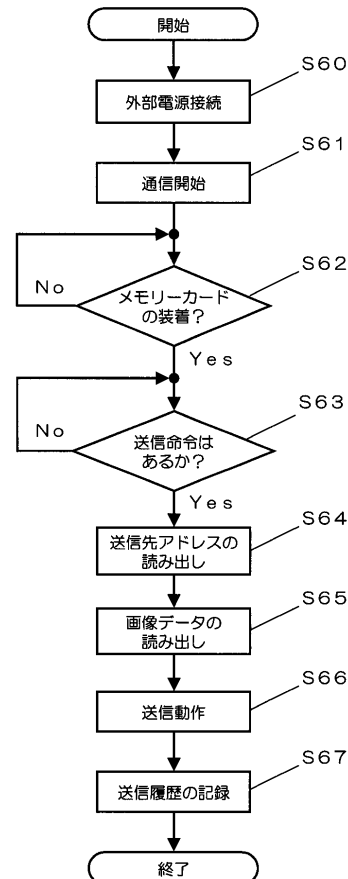 開始
S60
外部電源接続
S61
通信開始
S62
メモリーカード
の装着？
No
Yes
S63
送信命令は
あるか？
No
Yes
S64
送信先アドレスの
読み出し
S65
画像データの
読み出し
S66
送信動作
S67
送信履歴の記録
終了